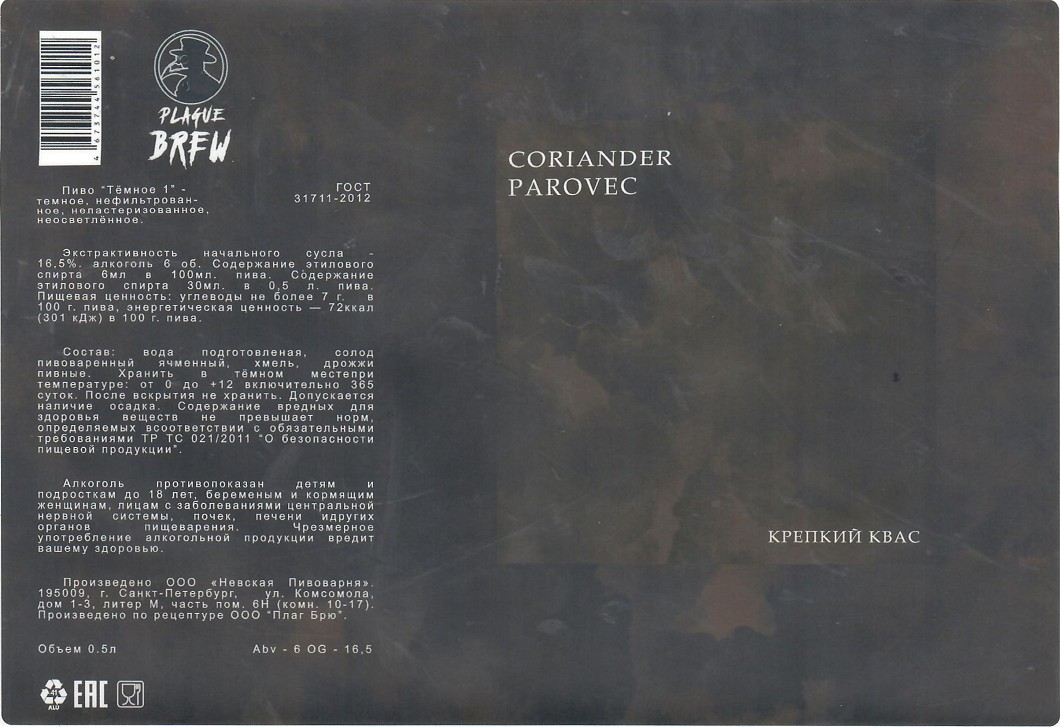 4673744561012
PLAGUE
BREW
Пиво "Тёмное 1" -
темное, нефильтрован-
ное, непастеризованное,
неосветлённое.
ГОСТ
31711-2012
Экстрактивность начального сусла -
16,5%. алкоголь 6 об. Содержание этилового
спирта 6мл в 100мл. пива. Содержание
этилового спирта 30мл. в 0,5 л. пива.
Пищевая ценность: углеводы не более 7 г. в
100 г. пива, энергетическая ценность — 72ккал
(301 кДж) в 100 г. пива.
Состав: вода подготовленая, солод
пивоваренный ячменный, хмель, дрожжи
пивные. Хранить в тёмном местепри
температуре: от 0 до +12 включительно 365
суток. После вскрытия не хранить. Допускается
наличие осадка. Содержание вредных для
здоровья веществ не превышает норм,
определяемых всоответствии с обязательными
требованиями ТР ТС 021/2011 "О безопасности
пищевой продукции".
Алкоголь противопоказан детям и
подросткам до 18 лет, беременым и кормящим
женщинам, лицам с заболеваниями центральной
нервной системы, почек, печени идругих
органов пищеварения. Чрезмерное
употребление алкогольной продукции вредит
вашему здоровью.
Произведено ООО «Невская Пивоварня».
195009, г. Санкт-Петербург, ул. Комсомола,
дом 1-3, литер М, часть пом. 6Н (комн. 10-17).
Произведено по рецептуре ООО "Плаг Брю".
Объем 0.5л
Abv - 6 OG - 16,5
41
ALU
EAC
CORIANDER
PAROVEC
КРЕПКИЙ КВАС